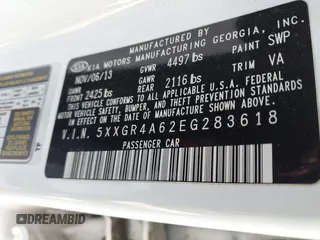 MANUFACTURED BY
KIA KIA MOTORS MANUFACTURING GEORGIA, INC.
NOV/06/13 GVWR 4497 lbs PAINT SWP
GAWR FRONT 2425 lbs GAWR 2116 lbs TRIM VA
THIS VEHICLE CONFORMS TO ALL APPLICABLE FEDERAL
MOTOR VEHICLE SAFETY, BUMPER, AND THEFT PREVENTION
STANDARDS IN EFFECT ON THE DATE OF MANUFACTURE
SHOWN ABOVE.
V.I.N. 5XXGR4A62EG283618
PASSENGER CAR
DREAMBID